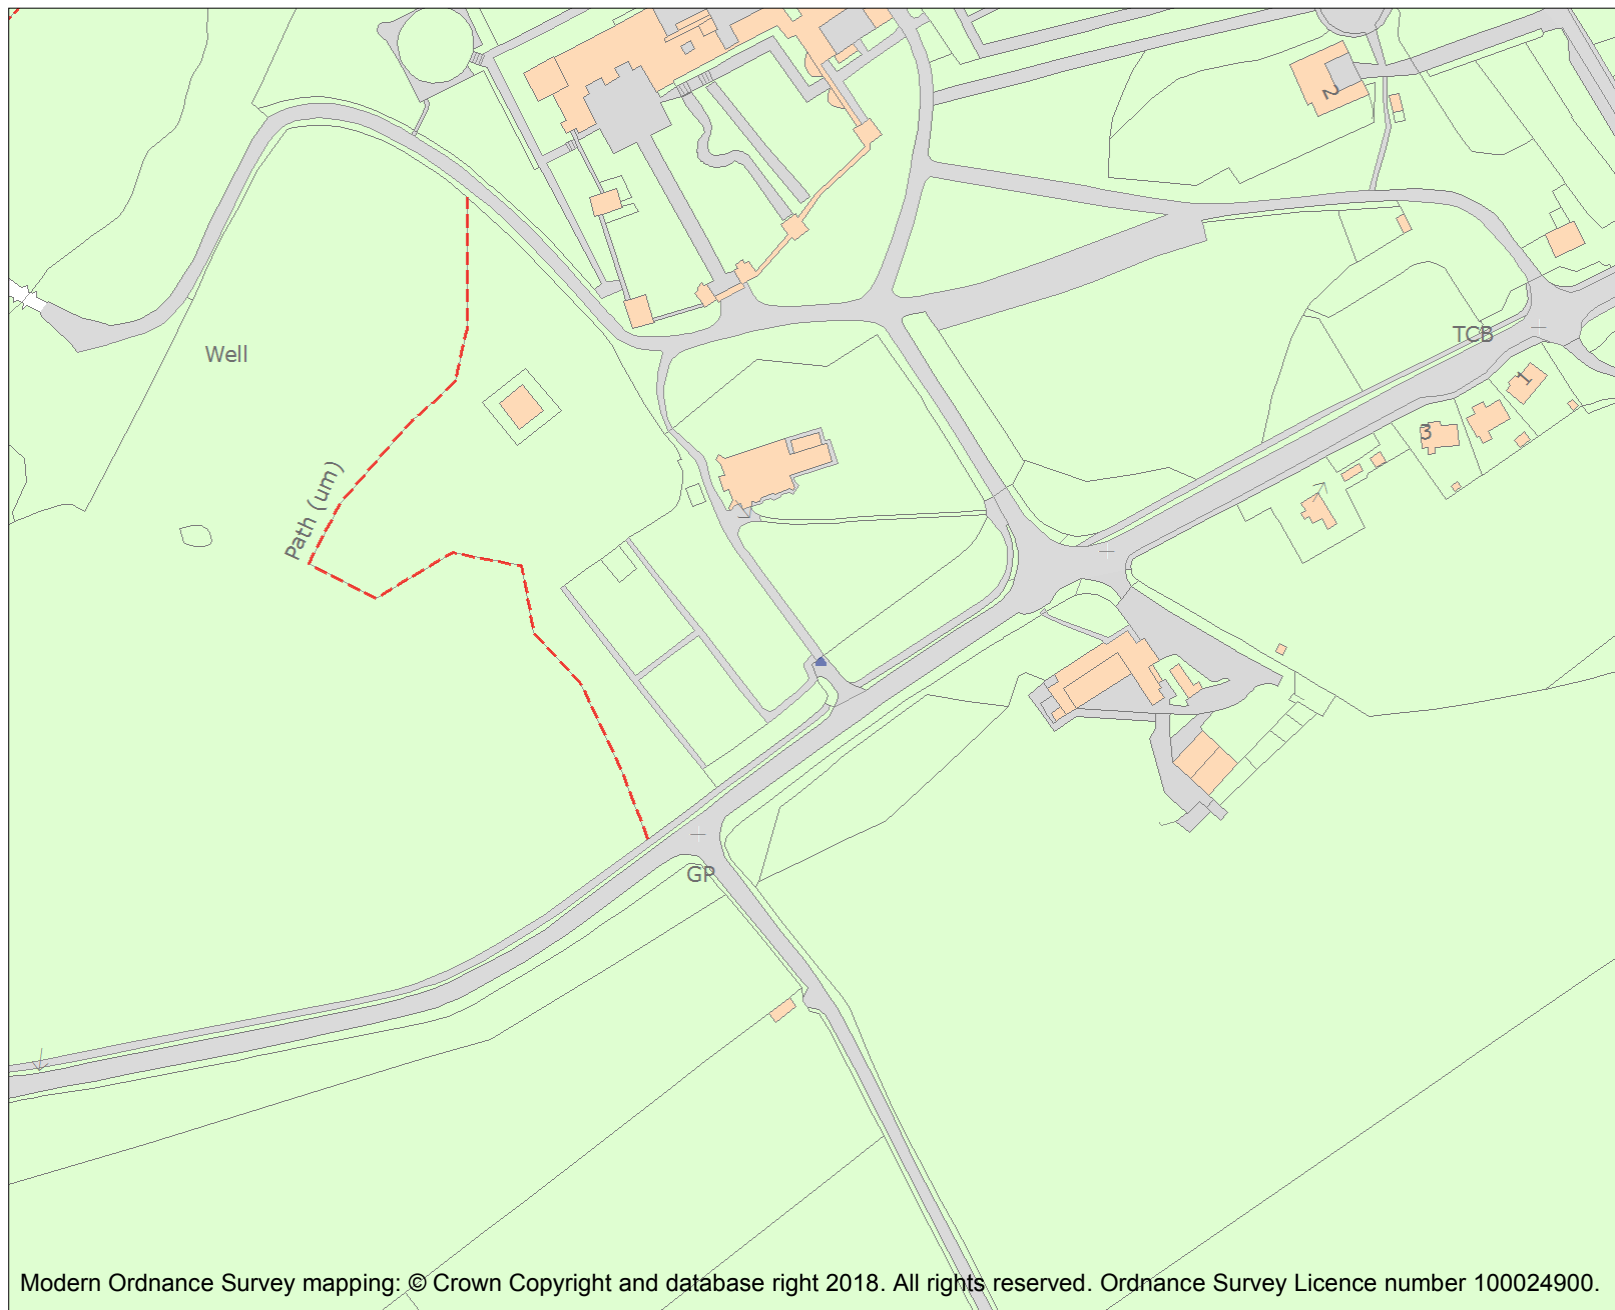 2
TCB
Well
1
3
Path (um)
GP
Modern Ordnance Survey mapping: © Crown Copyright and database right 2018. All rights reserved. Ordnance Survey Licence number 100024900.